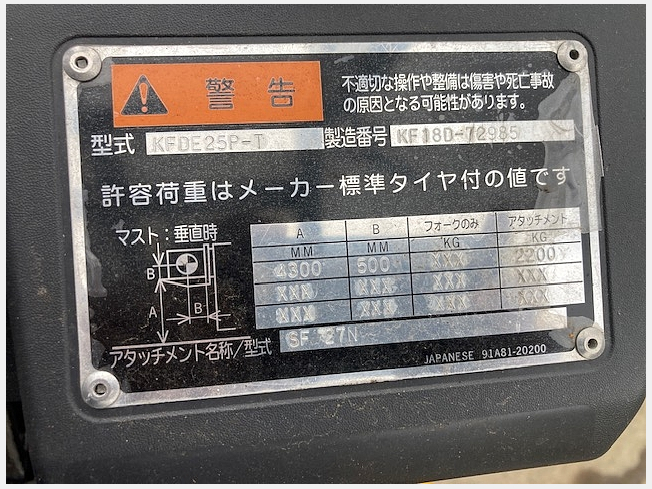 警告
不適切な操作や整備は傷害や死亡事故
の原因となる可能性があります。
型式 KFDE25P-T 製造番号 KF18D-72985
許容荷重はメーカー標準タイヤ付の値です
マスト：垂直時
A B フォークのみ アタッチメント
MM MM KG KG
4300 500 XXX 2200
XXX XXX XXX XXX
XXX XXX XXX XXX
B
A
B
アタッチメント名称/型式 27N
JAPANESE 91A81-20200